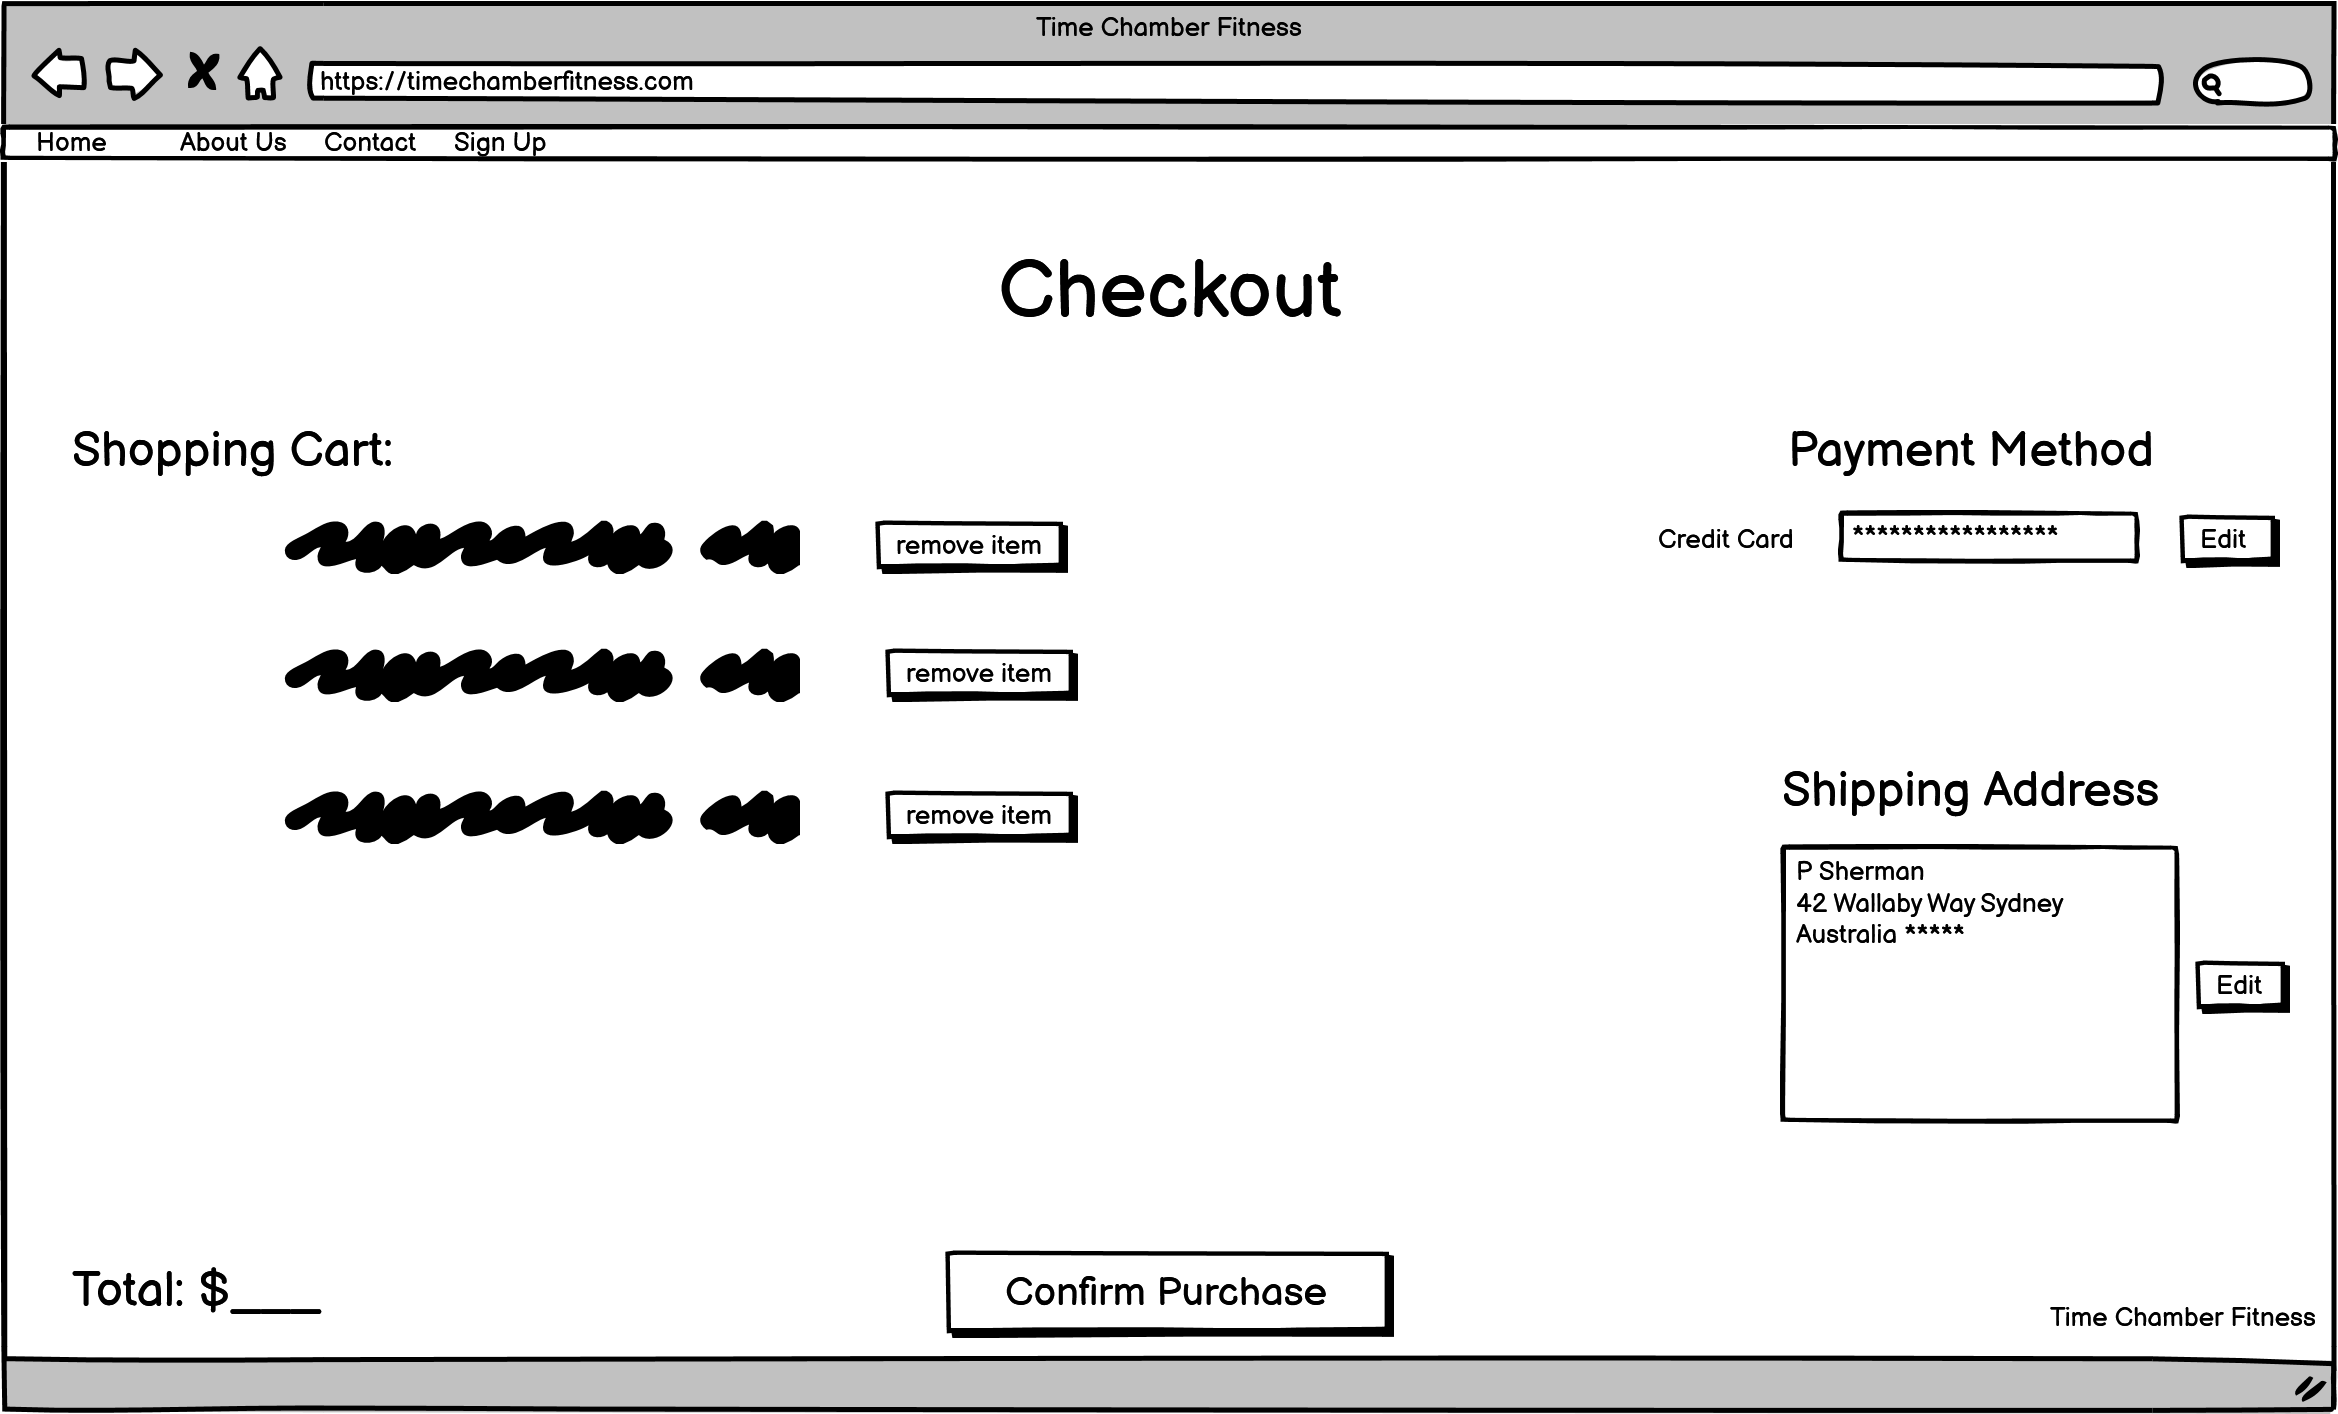 Time Chamber Fitness
https://timechamberfitness.com
Home About Us Contact Sign Up
Checkout
Shopping Cart:
remove item
remove item
remove item
Payment Method
Credit Card ***************** Edit
Shipping Address
P Sherman
42 Wallaby Way Sydney
Australia *****
Edit
Total: $___
Confirm Purchase
Time Chamber Fitness